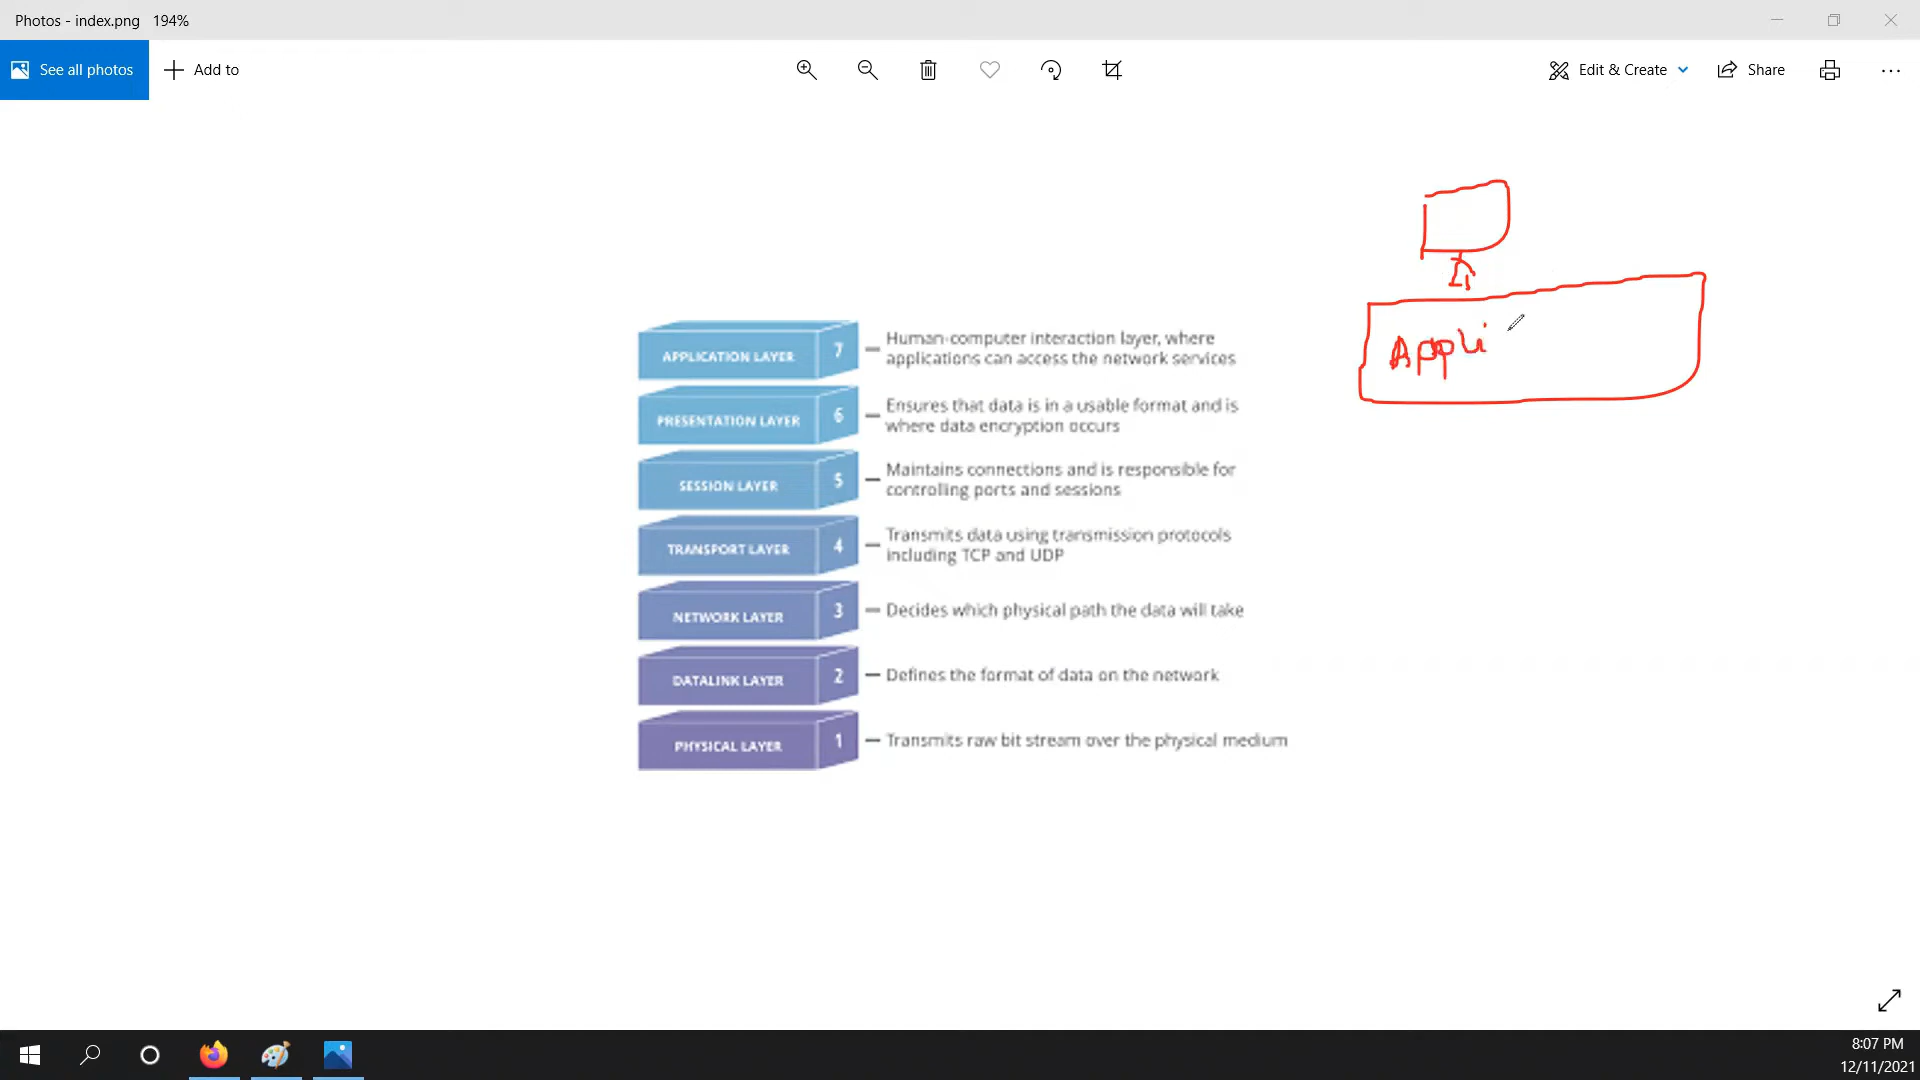 Photos - index.png 194%
See all photos
Add to
Edit & Create
Share
Appli
APPLICATION LAYER 7
Human-computer interaction layer, where
applications can access the network services
PRESENTATION LAYER 6
Ensures that data is in a usable format and is
where data encryption occurs
SESSION LAYER 5
Maintains connections and is responsible for
controlling ports and sessions
TRANSPORT LAYER 4
Transmits data using transmission protocols
including TCP and UDP
NETWORK LAYER 3
Decides which physical path the data will take
DATALINK LAYER 2
Defines the format of data on the network
PHYSICAL LAYER 1
Transmits raw bit stream over the physical medium
8:07 PM
12/11/2021